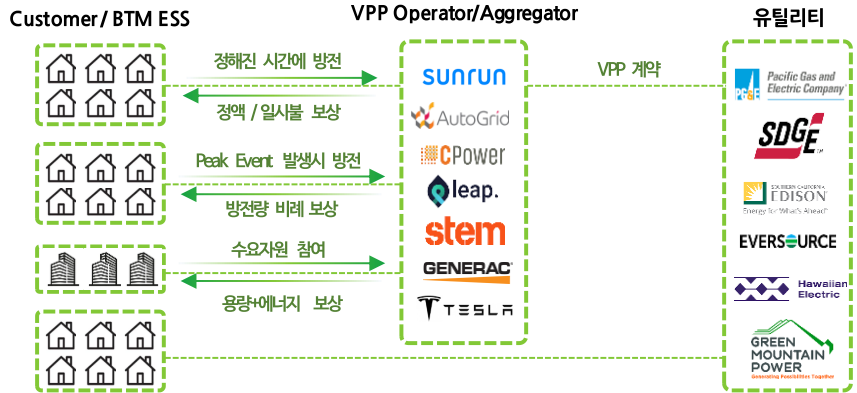 Customer / BTM ESS
VPP Operator/Aggregator
유틸리티
정해진 시간에 방전
정액 / 일시불 보상
Peak Event 발생시 방전
방전량 비례 보상
수요자원 참여
용량+에너지 보상
sunrun
AutoGrid
CPower
leap.
stem
GENERAC
TESLA
VPP 계약
PG&E
Pacific Gas and
Electric Company
SDGE
SOUTHERN CALIFORNIA
EDISON
Energy for What's Ahead
EVERSOURCE
Hawaiian
Electric
GREEN
MOUNTAIN
POWER
Generating Possibilities Together